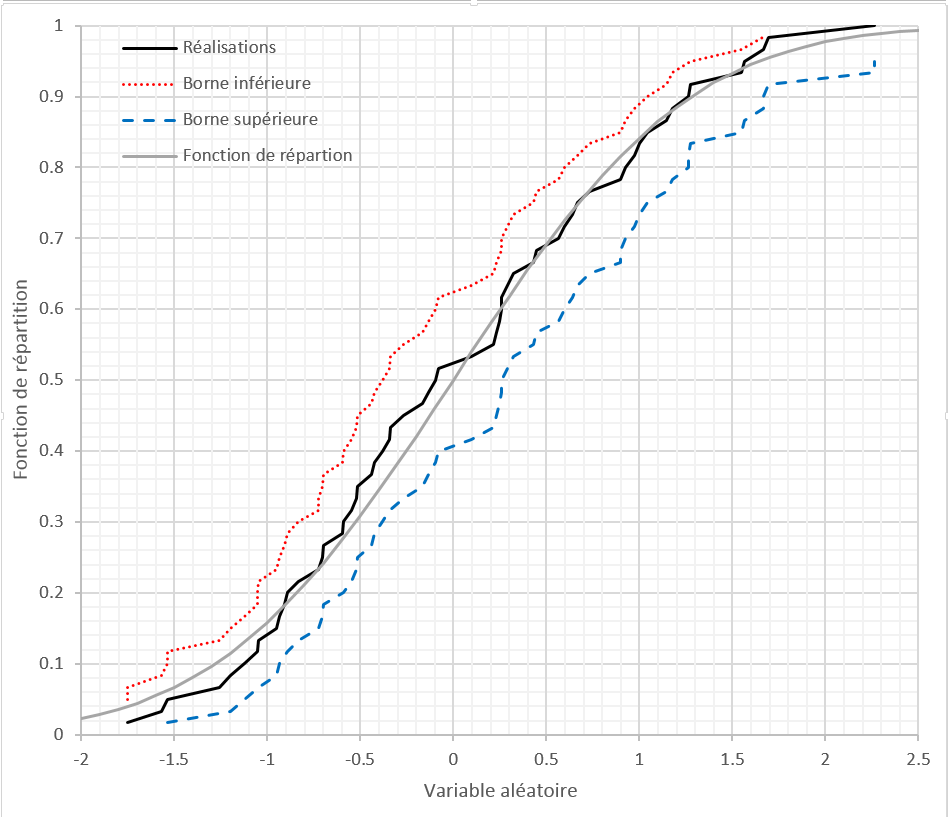 Réalisations
Borne inférieure
Borne supérieure
Fonction de répartion
Fonction de répartition
1
0.9
0.8
0.7
0.6
0.5
0.4
0.3
0.2
0.1
0
-2 -1.5 -1 -0.5 0 0.5 1 1.5 2 2.5
Variable aléatoire